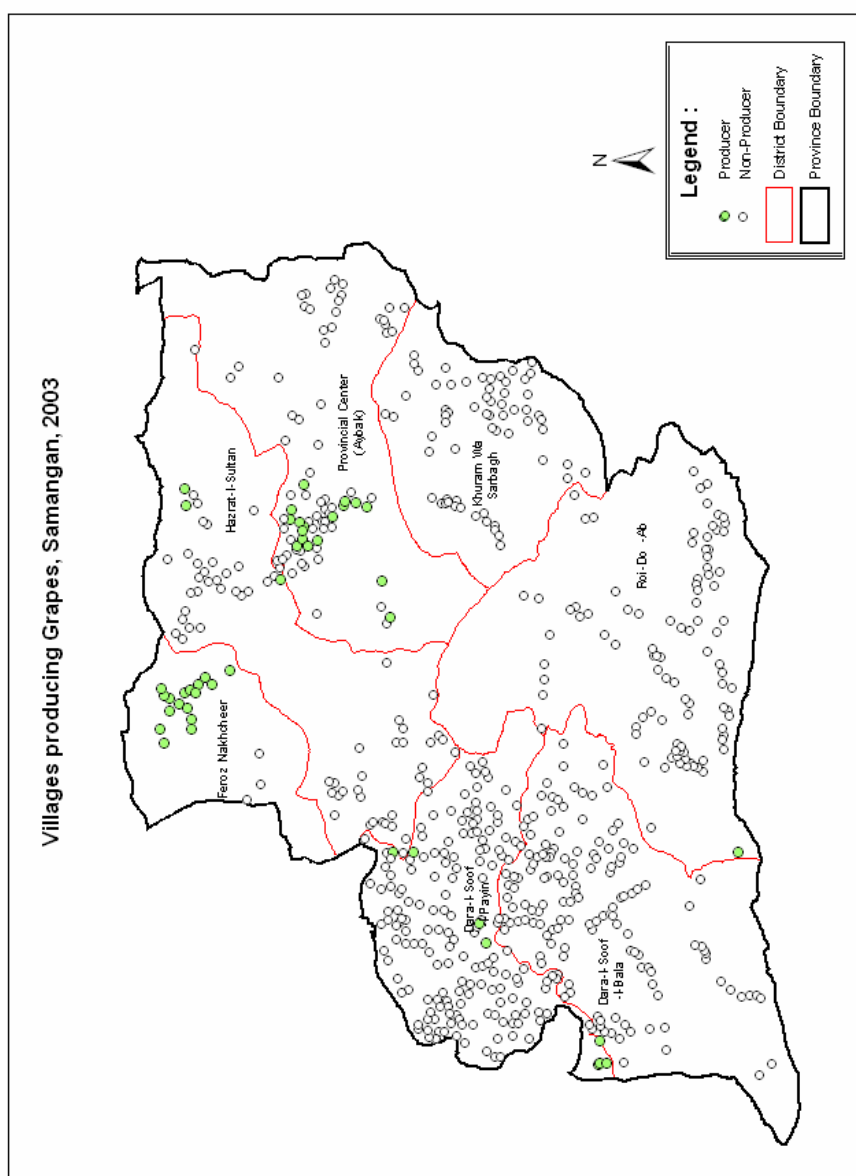 Villages producing Grapes, Samangan, 2003
N
Legend :
Producer
Non-Producer
District Boundary
Province Boundary
Hazrat-I-Sultan
Feroz Nakhcheer
Provincial Center
(Aybak)
Khuram Wa
Sarbagh
Roi-Do -Ab
Dara-I-Soof
-I-Payin
Dara-I-Soof
-I-Bala